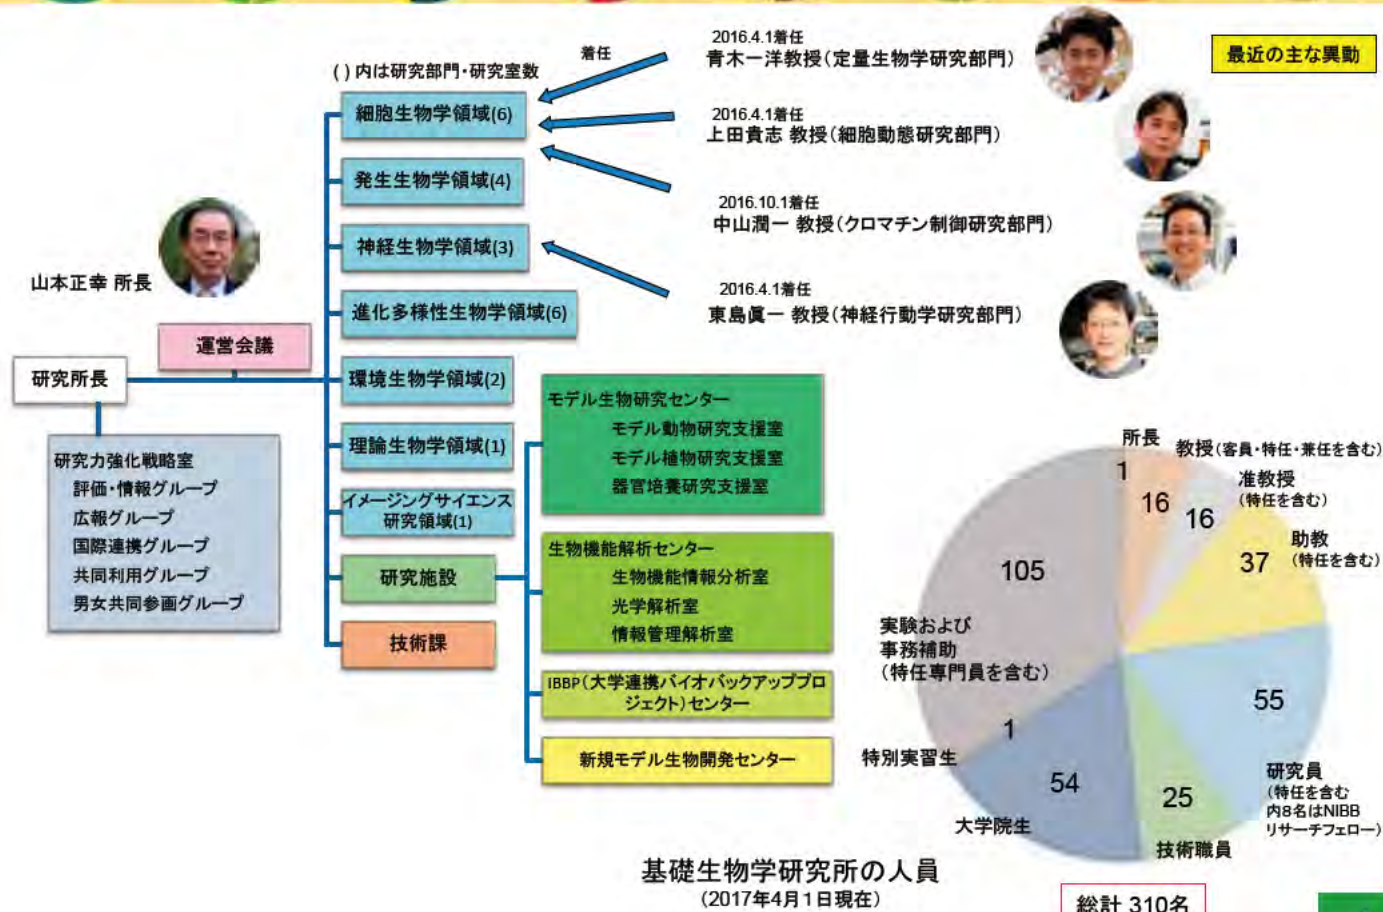 ( ) 内は研究部門・研究室数
着任
2016.4.1着任
青木一洋教授(定量生物学研究部門)
最近の主な異動
細胞生物学領域(6)
2016.4.1着任
上田貴志 教授(細胞動態研究部門)
発生生物学領域(4)
2016.10.1着任
中山潤一 教授(クロマチン制御研究部門)
神経生物学領域(3)
山本正幸 所長
2016.4.1着任
東島眞一 教授(神経行動学研究部門)
進化多様性生物学領域(6)
運営会議
研究所長
環境生物学領域(2)
理論生物学領域(1)
イメージングサイエンス
研究領域(1)
研究施設
技術課
研究力強化戦略室
評価・情報グループ
広報グループ
国際連携グループ
共同利用グループ
男女共同参画グループ
モデル生物研究センター
モデル動物研究支援室
モデル植物研究支援室
器官培養研究支援室
生物機能解析センター
生物機能情報分析室
光学解析室
情報管理解析室
IBBP(大学連携バイオバックアッププロ
ジェクト)センター
新規モデル生物開発センター
所長
1
教授(客員・特任・兼任を含む)
16
准教授
(特任を含む)
16
助教
(特任を含む)
37
55
研究員
(特任を含む
内8名はNIBB
リサーチフェロー)
25
技術職員
54
大学院生
1
特別実習生
105
実験および
事務補助
(特任専門員を含む)
基礎生物学研究所の人員
(2017年4月1日現在)
総計 310名